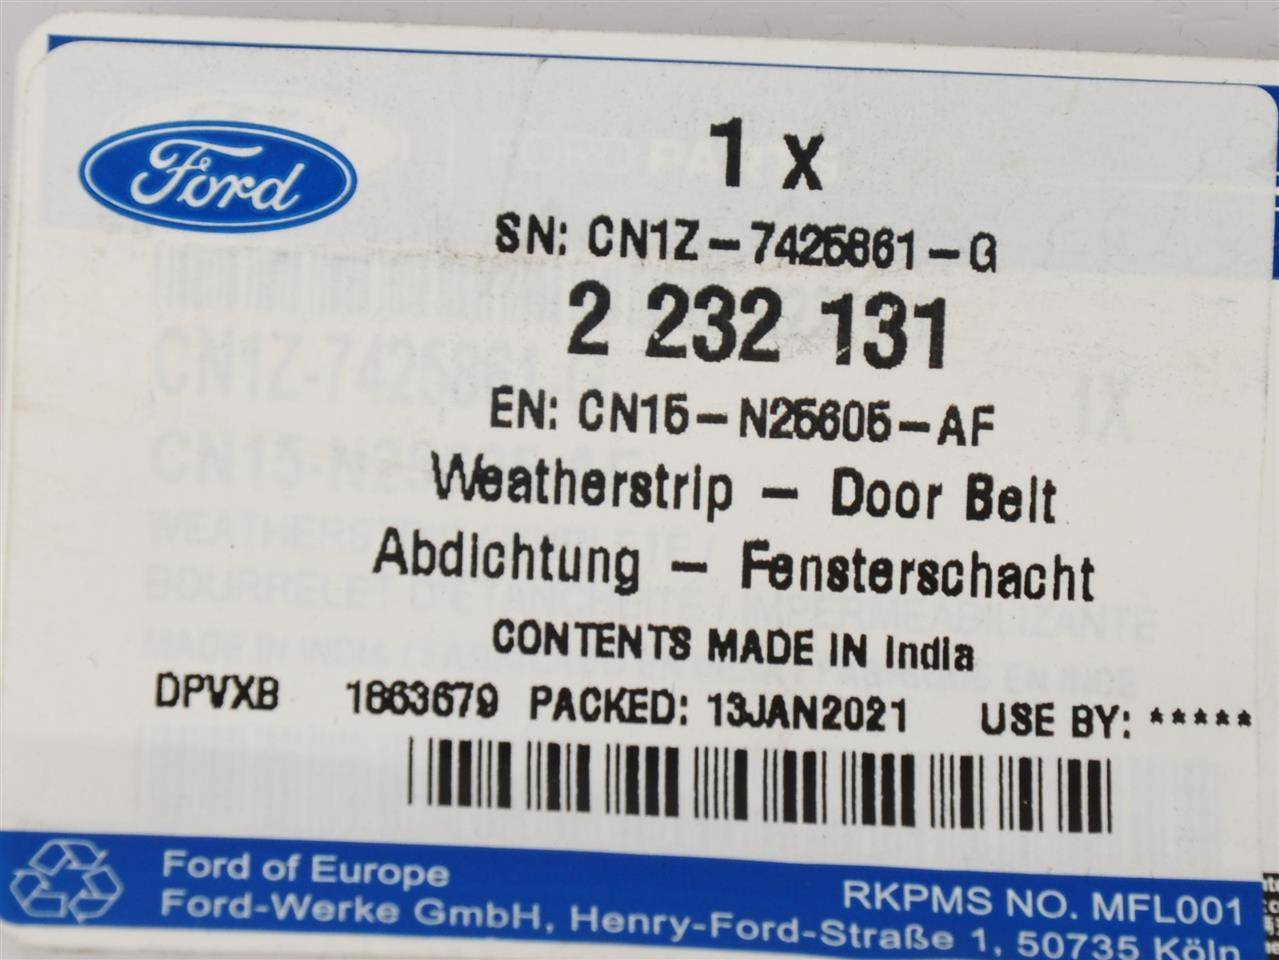 Ford
1 x
SN: CN1Z-7425861-G
2 232 131
EN: CN15-N25605-AF
Weatherstrip - Door Belt
Abdichtung - Fensterschacht
CONTENTS MADE IN India
DPVXB 1863679 PACKED: 13JAN2021 USE BY: *****
Ford of Europe
RKPMS NO. MFL001
Ford-Werke GmbH, Henry-Ford-Straße 1, 50735 Köln